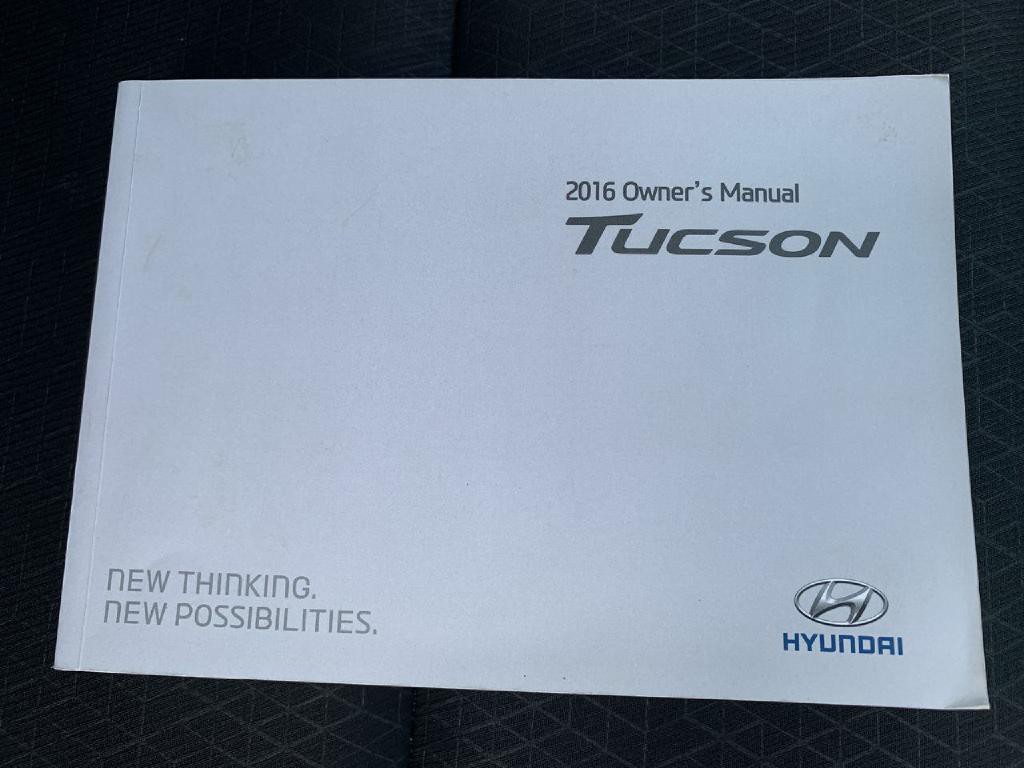 2016 Owner's Manual
TUCSON
NEW THINKING.
NEW POSSIBILITIES.
HYUNDAI